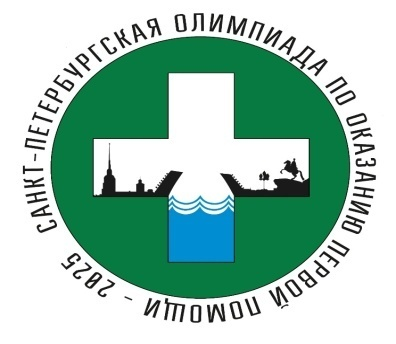 САНКТ-ПЕТЕРБУРГСКАЯ ОЛИМПИАДА ПО ОКАЗАНИЮ ПЕРВОЙ ПОМОЩИ - 2025